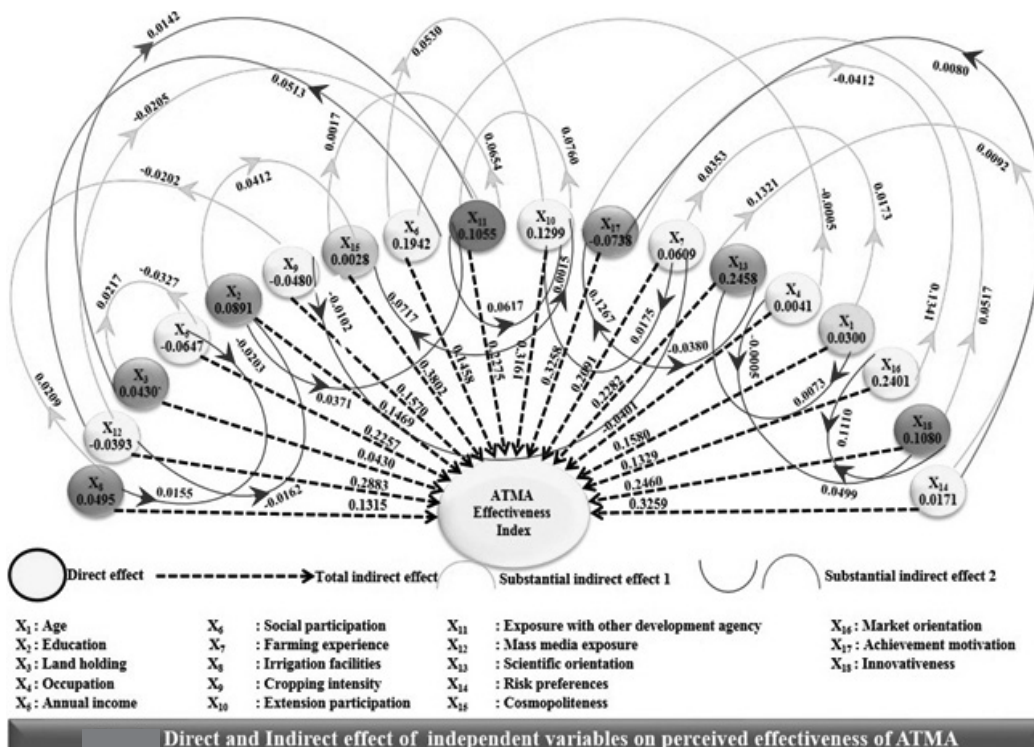 0.0142
0.0530
0.0080
-0.0412
-0.0205
0.0513
0.0017
0.0654
0.0760
0.0353
0.0092
-0.0202
0.0412
0.1321
-0.0005
0.0173
X6
0.1942
X11
0.1055
X10
0.1299
X17
-0.0738
X15
0.0028
X7
0.0609
X9
-0.0480
X13
0.2458
X2
0.0891
X4
0.0041
X5
-0.0647
X1
0.0300
X3
0.0430
X16
0.2401
X12
-0.0393
X18
0.1080
X8
0.0495
X14
0.0171
0.0217
-0.0327
-0.0102
0.0717
0.0617
0.0015
0.1267
0.0175
-0.0380
0.0073
0.1341
0.0517
-0.0203
0.0209
0.0371
0.1110
0.0155
-0.0162
0.0499
-0.0401
0.1315
0.2883
0.0430
0.2257
0.1469
0.1570
0.3802
0.2275
0.3161
0.3258
0.2282
0.1580
0.1329
0.2460
0.3259
ATMA
Effectiveness
Index
Direct effect
Total indirect effect
Substantial indirect effect 1
Substantial indirect effect 2
X1 : Age X6 : Social participation X11 : Exposure with other development agency X16 : Market orientation
X2 : Education X7 : Farming experience X12 : Mass media exposure X17 : Achievement motivation
X3 : Land holding X8 : Irrigation facilities X13 : Scientific orientation X18 : Innovativeness
X4 : Occupation X9 : Cropping intensity X14 : Risk preferences
X5 : Annual income X10 : Extension participation X15 : Cosmopoliteness
Direct and Indirect effect of independent variables on perceived effectiveness of ATMA